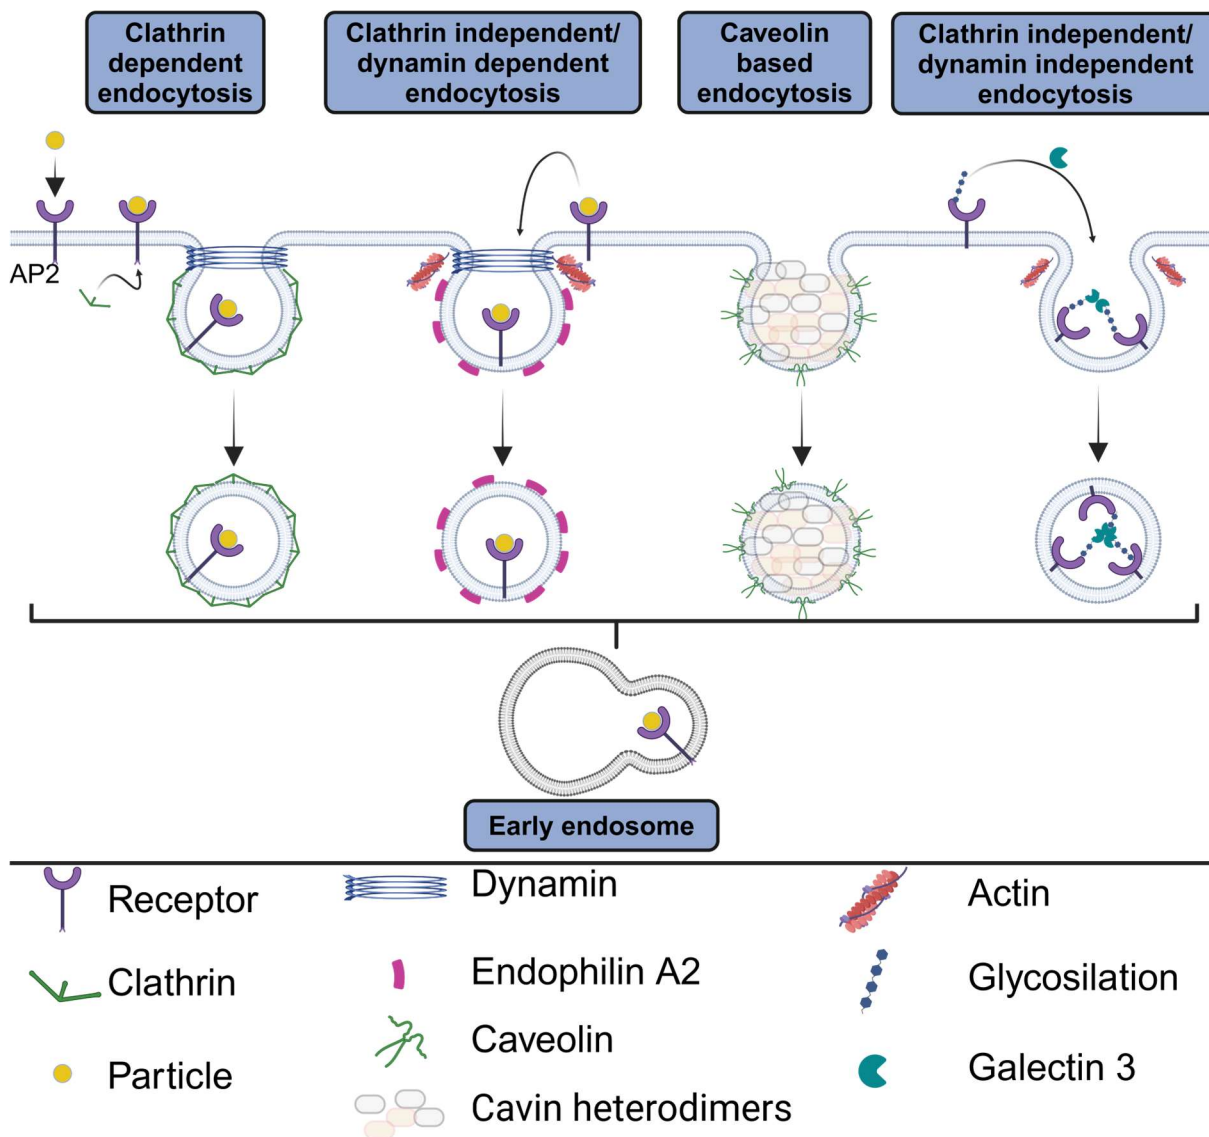 Clathrin
dependent
endocytosis
Clathrin independent/
dynamin dependent
endocytosis
Caveolin
based
endocytosis
Clathrin independent/
dynamin independent
endocytosis
AP2
Early endosome
Receptor
Dynamin
Actin
Clathrin
Endophilin A2
Glycosilation
Particle
Caveolin
Galectin 3
Cavin heterodimers